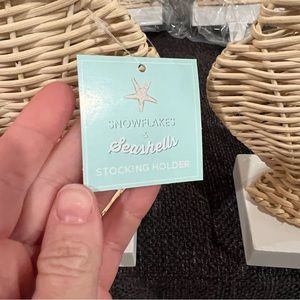 SNOWFLAKES
&
Seashells
STOCKING HOLDER